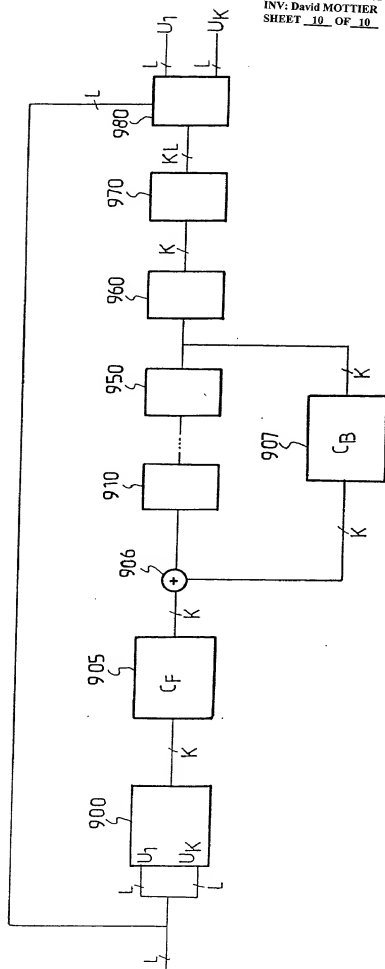 INV: David MOTTIER
SHEET 10 OF 10
L
L
U1
L
UK
980
KL
970
K
960
950
910
906
+
K
905
CF
K
900
U1
UK
L
L
L
907
CB
K
K